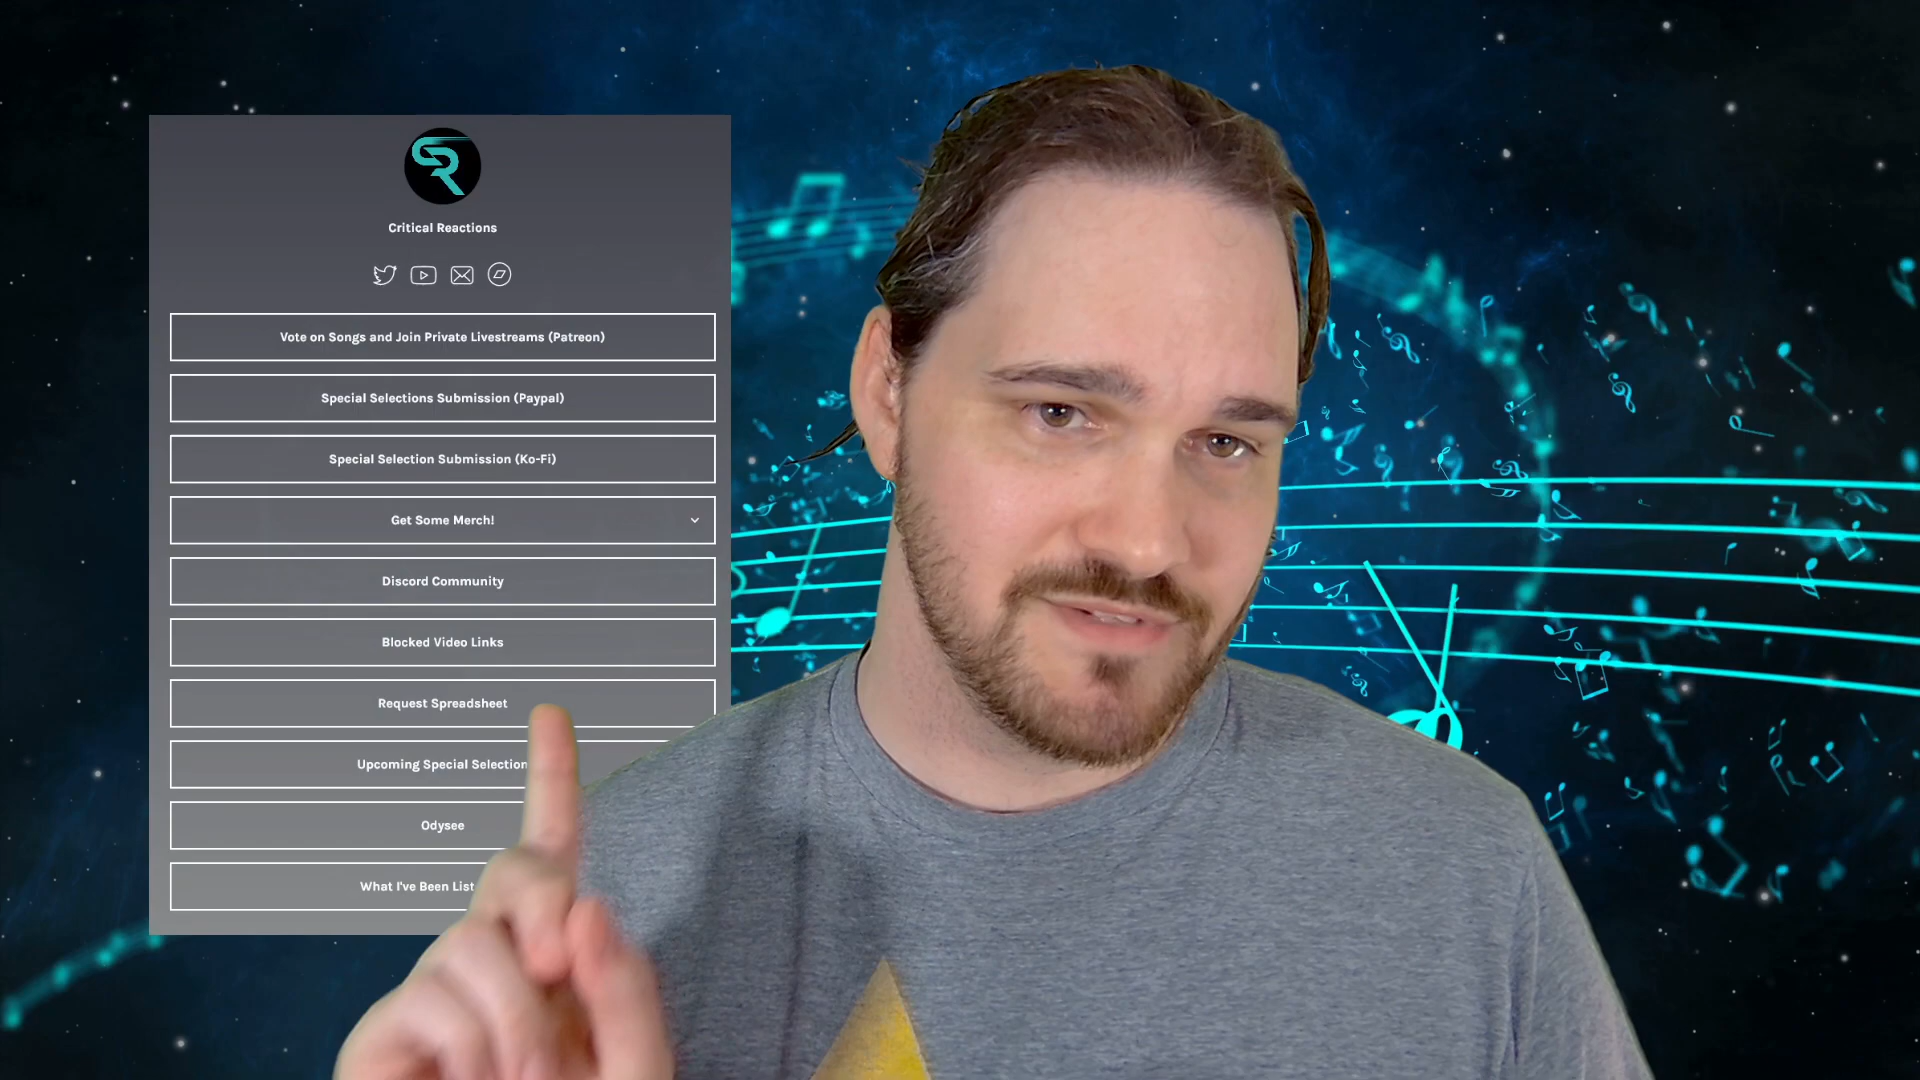 CR
Critical Reactions
Vote on Songs and Join Private Livestreams (Patreon)
Special Selections Submission (Paypal)
Special Selection Submission (Ko-Fi)
Get Some Merch!
Discord Community
Blocked Video Links
Request Spreadsheet
Upcoming Special Selection
Odysee
What I've Been List